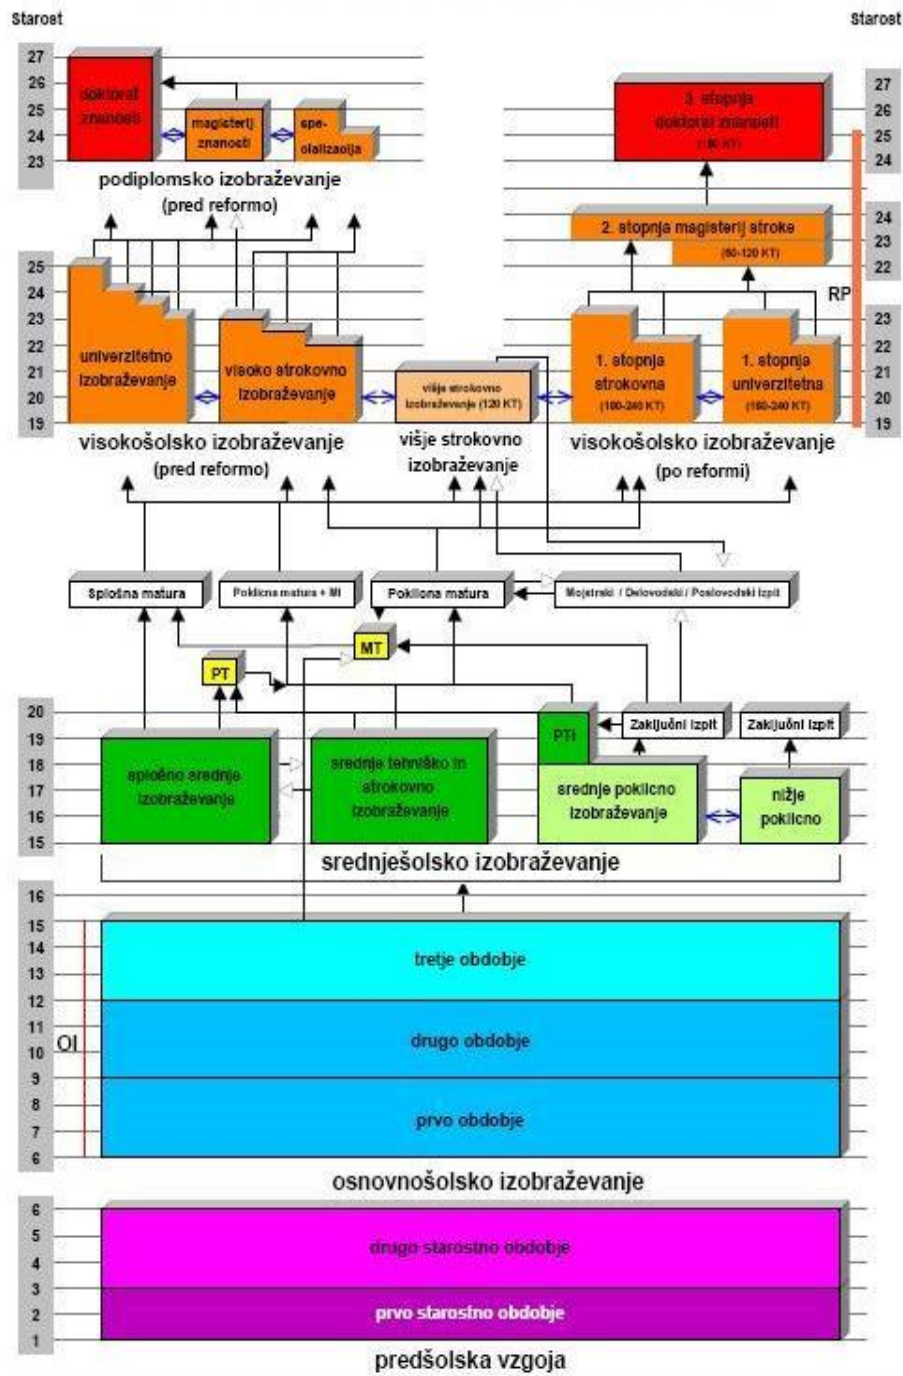 Starost
Starost
27
26
25
24
23
doktorat
znanosti
magisterij
znanosti
spe-
cializacija
podiplomsko izobraževanje
(pred reformo)
3. stopnja
doktorat znanosti
(180 KT)
27
26
25
24
2. stopnja magisterij stroke
(60-120 KT)
24
23
22
RP
25
24
23
22
21
20
19
univerzitetno
izobraževanje
visoko strokovno
izobraževanje
višje strokovno
izobraževanje (120 KT)
1. stopnja
strokovna
(180-240 KT)
1. stopnja
univerzitetna
(180-240 KT)
23
22
21
20
19
visokošolsko izobraževanje
(pred reformo)
višje strokovno
izobraževanje
visokošolsko izobraževanje
(po reformi)
Splošna matura
Poklicna matura + MI
Poklicna matura
Mojstrski / Delovodski / Poslovodski izpit
MT
PT
20
19
18
17
16
15
splošno srednje
izobraževanje
srednje tehniško in
strokovno
izobraževanje
PTI
Zaključni izpit
Zaključni izpit
srednje poklicno
izobraževanje
nižje
poklicno
srednješolsko izobraževanje
16
15
14
13
12
11
10
9
8
7
6
OI
tretje obdobje
drugo obdobje
prvo obdobje
osnovnošolsko izobraževanje
6
5
4
3
2
1
drugo starostno obdobje
prvo starostno obdobje
predšolska vzgoja